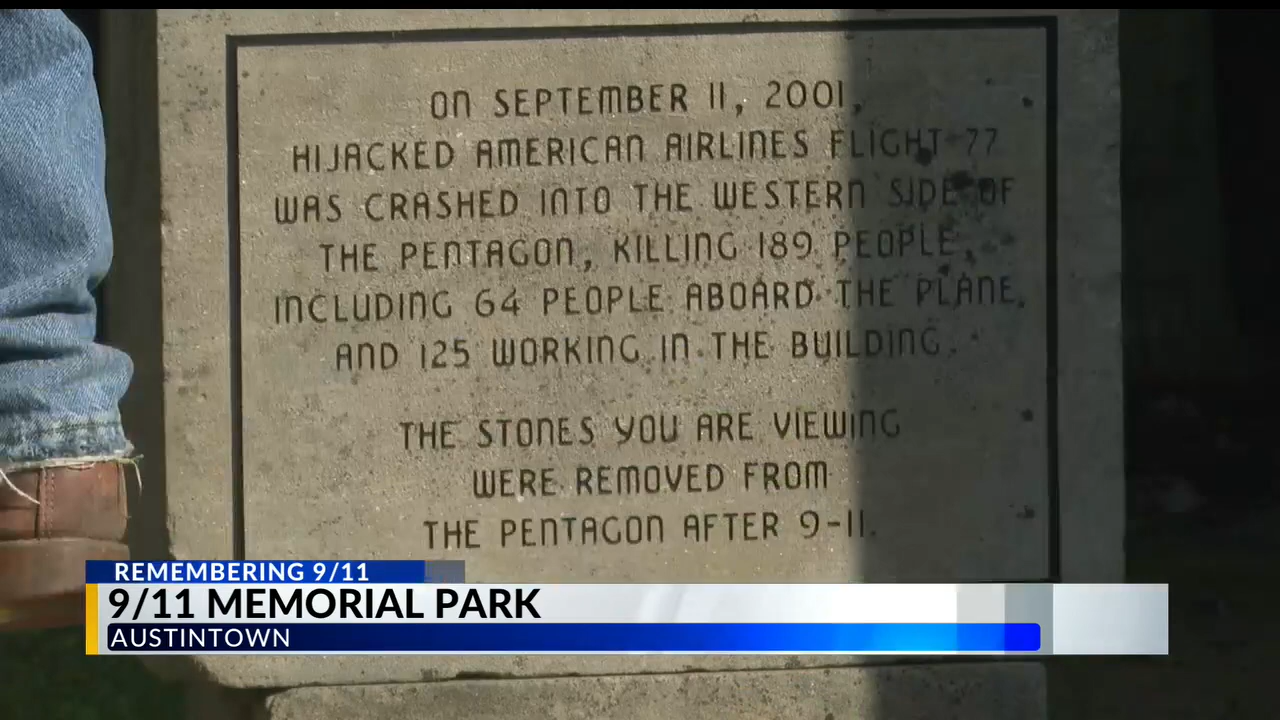 ON SEPTEMBER 11, 2001,
HIJACKED AMERICAN AIRLINES FLIGHT 77
WAS CRASHED INTO THE WESTERN SIDE OF
THE PENTAGON, KILLING 189 PEOPLE,
INCLUDING 64 PEOPLE ABOARD THE PLANE,
AND 125 WORKING IN THE BUILDING.
THE STONES YOU ARE VIEWING
WERE REMOVED FROM
THE PENTAGON AFTER 9-11.
REMEMBERING 9/11
9/11 MEMORIAL PARK
AUSTINTOWN